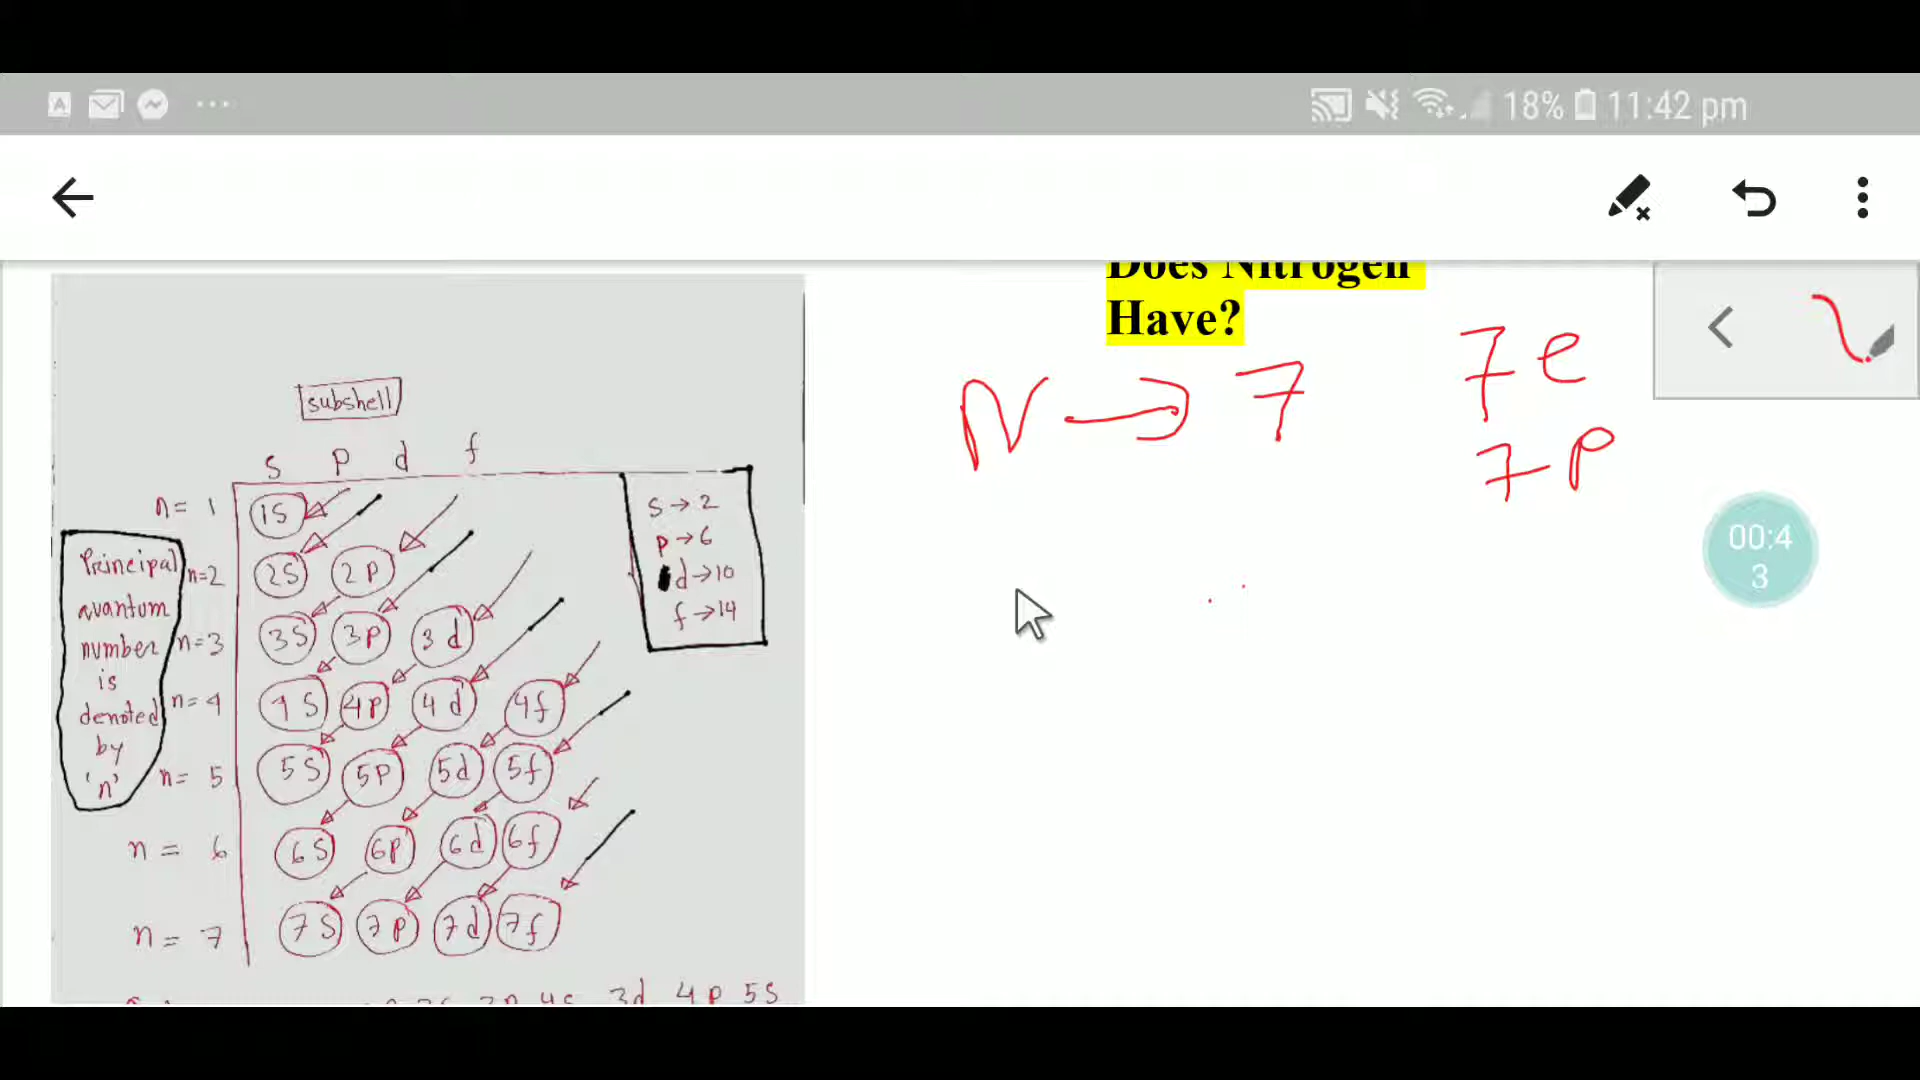 18% 11:42 pm
Does Nitrogen
Have?
N → 7
7 e
7 P
00:4
3
subshell
s p d f
n = 1 1S
n=2 2S 2P
n=3 3S 3P 3d
n=4 4S 4P 4d 4f
n= 5 5S 5P 5d 5f
n = 6 6S 6P 6d 6f
n = 7 7S 7P 7d 7f
Principal
quantum
number
is
denoted
by
'n'
S → 2
P → 6
d → 10
f → 14
3d 4p 5s